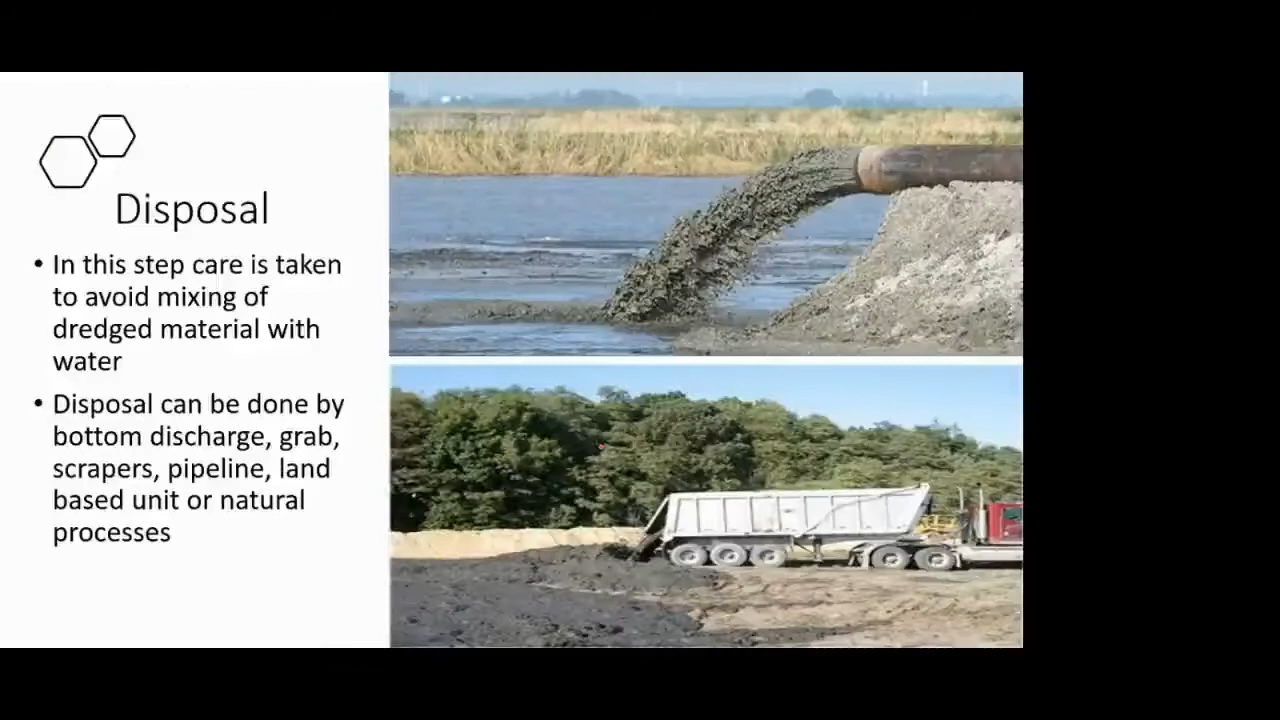 Disposal
• In this step care is taken
to avoid mixing of
dredged material with
water
• Disposal can be done by
bottom discharge, grab,
scrapers, pipeline, land
based unit or natural
processes